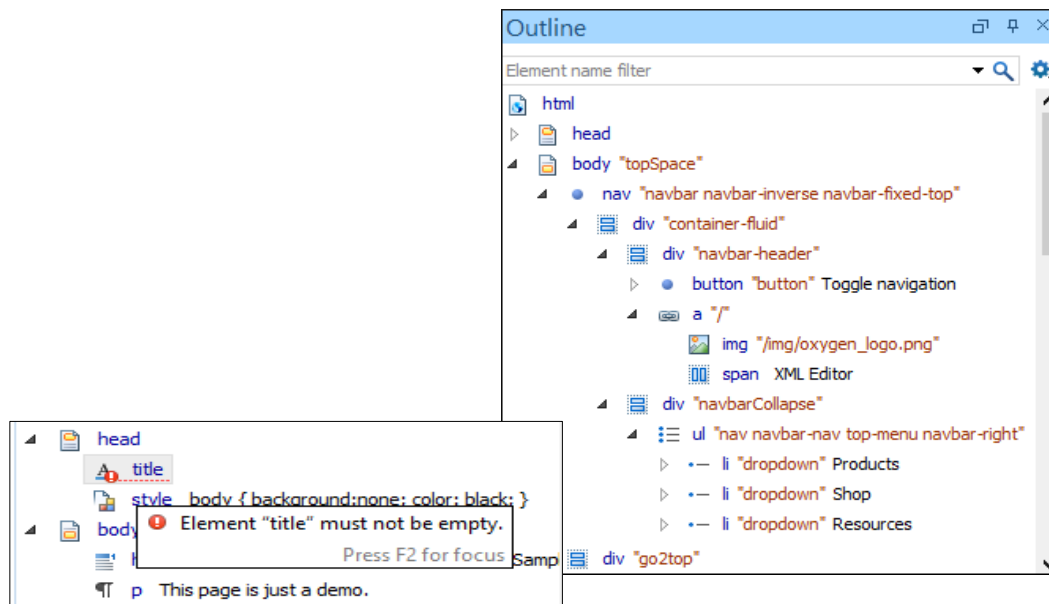 Outline
Element name filter
html
head
body "topSpace"
nav "navbar navbar-inverse navbar-fixed-top"
div "container-fluid"
div "navbar-header"
button "button" Toggle navigation
a "/"
img "/img/oxygen_logo.png"
span XML Editor
div "navbarCollapse"
ul "nav navbar-nav top-menu navbar-right"
li "dropdown" Products
li "dropdown" Shop
li "dropdown" Resources
div "go2top"
head
title
style body { background:none; color: black; }
body
Element "title" must not be empty.
Press F2 for focus
p This page is just a demo.